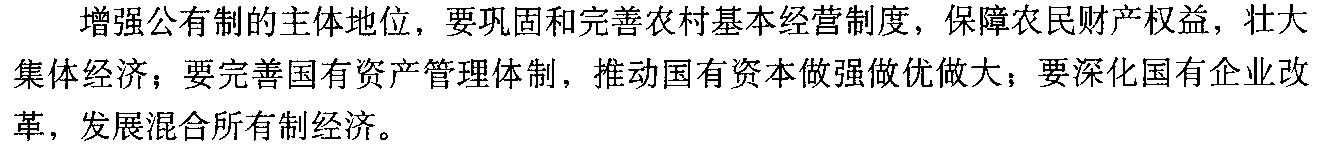 增强公有制的主体地位，要巩固和完善农村基本经营制度，保障农民财产权益，壮大
集体经济；要完善国有资产管理体制，推动国有资本做强做优做大；要深化国有企业改
革，发展混合所有制经济。